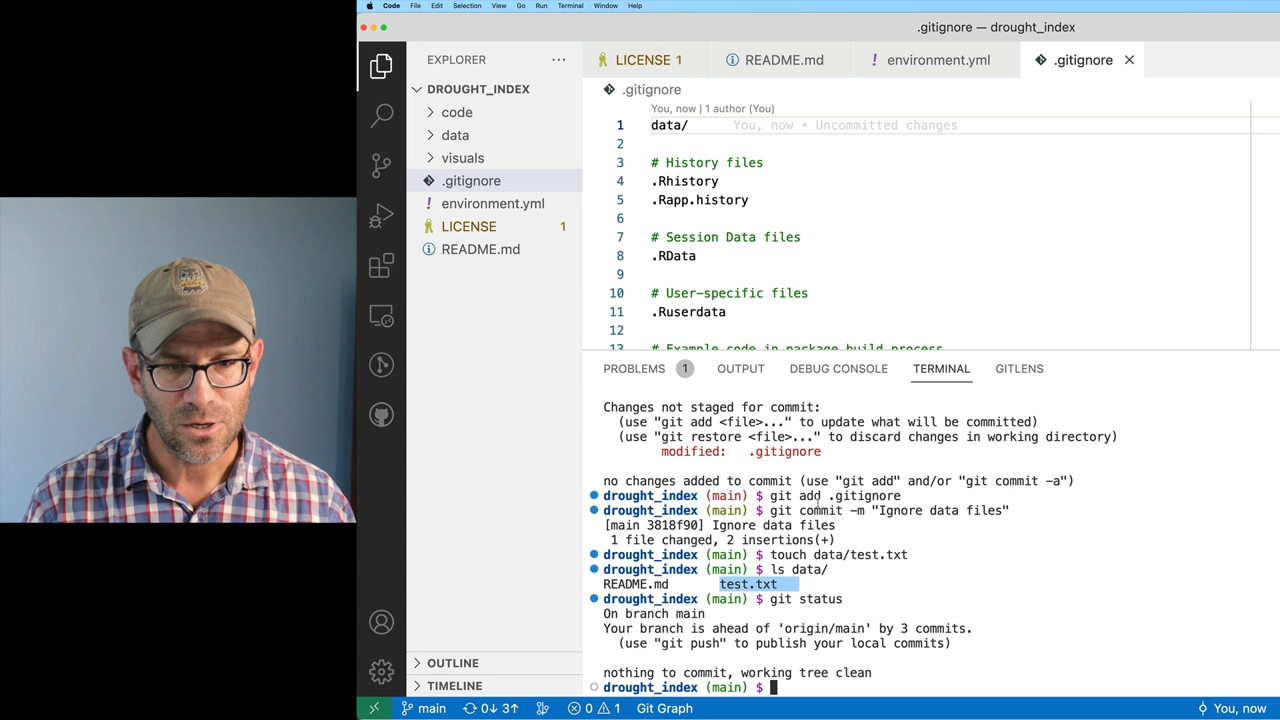 Code File Edit Selection View Go Run Terminal Window Help
.gitignore — drought_index
EXPLORER
LICENSE 1 README.md ! environment.yml .gitignore
DROUGHT_INDEX
code
data
visuals
.gitignore
! environment.yml
LICENSE 1
README.md
.gitignore
You, now | 1 author (You)
1 data/ You, now • Uncommitted changes
2
3 # History files
4 .Rhistory
5 .Rapp.history
6
7 # Session Data files
8 .RData
9
10 # User-specific files
11 .Ruserdata
12
13 # Example code in package build process
PROBLEMS 1 OUTPUT DEBUG CONSOLE TERMINAL GITLENS
Changes not staged for commit:
(use "git add <file>..." to update what will be committed)
(use "git restore <file>..." to discard changes in working directory)
modified: .gitignore
no changes added to commit (use "git add" and/or "git commit -a")
drought_index (main) $ git add .gitignore
drought_index (main) $ git commit -m "Ignore data files"
[main 3818f90] Ignore data files
1 file changed, 2 insertions(+)
drought_index (main) $ touch data/test.txt
drought_index (main) $ ls data/
README.md test.txt
drought_index (main) $ git status
On branch main
Your branch is ahead of 'origin/main' by 3 commits.
(use "git push" to publish your local commits)
nothing to commit, working tree clean
drought_index (main) $
OUTLINE
TIMELINE
main 0↓ 3↑ 0 1 Git Graph You, now